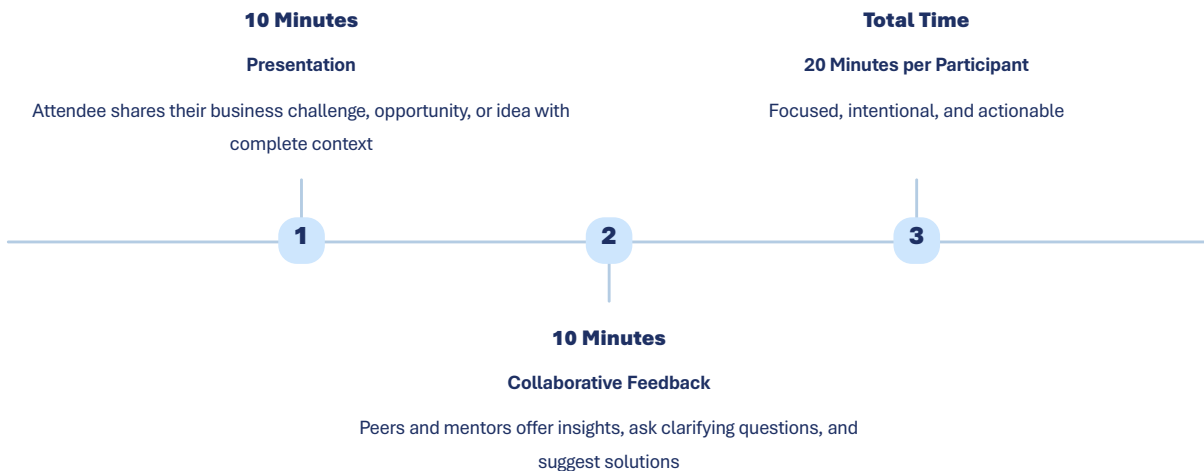 10 Minutes
Presentation
Attendee shares their business challenge, opportunity, or idea with
complete context
1
2
10 Minutes
Collaborative Feedback
Peers and mentors offer insights, ask clarifying questions, and
suggest solutions
Total Time
20 Minutes per Participant
Focused, intentional, and actionable
3